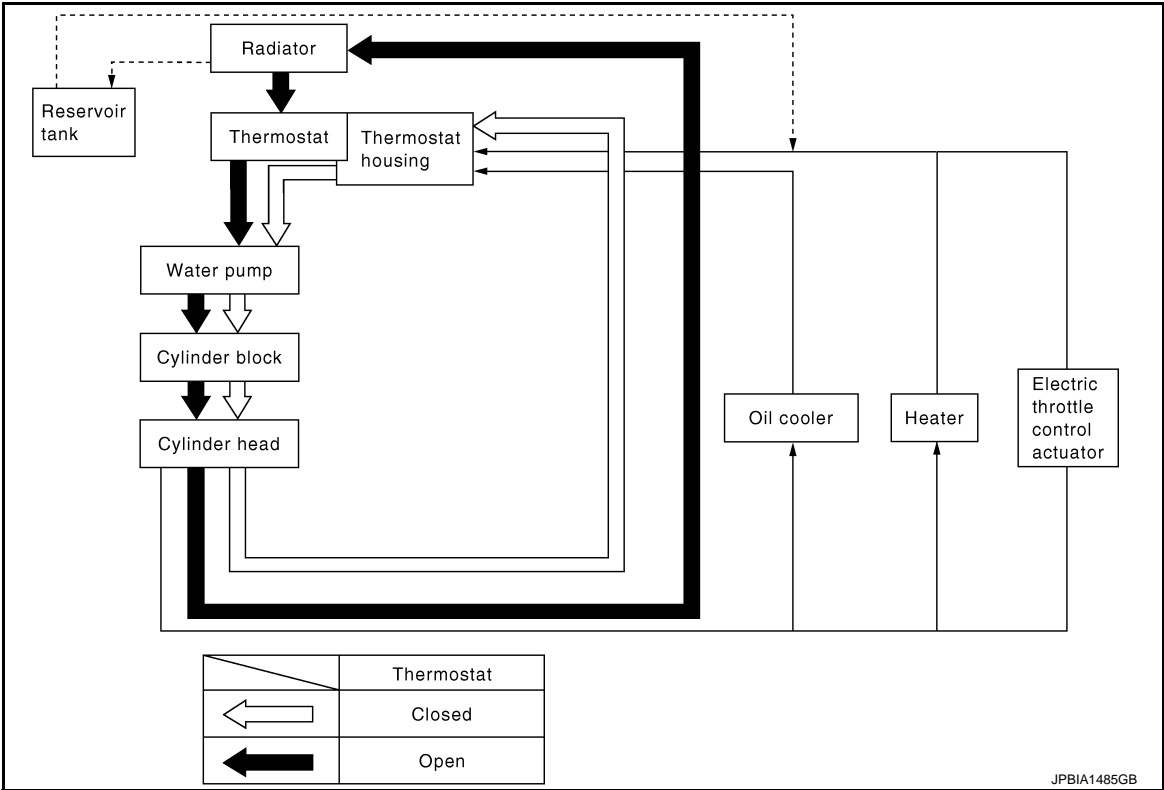 Radiator
Reservoir
tank
Thermostat
Thermostat
housing
Water pump
Cylinder block
Cylinder head
Oil cooler
Heater
Electric
throttle
control
actuator
Thermostat
Closed
Open
JPBIA1485GB